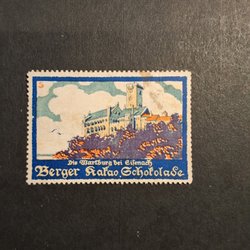 Die Wartburg bei Eisenach
Berger Kakao Schokolade